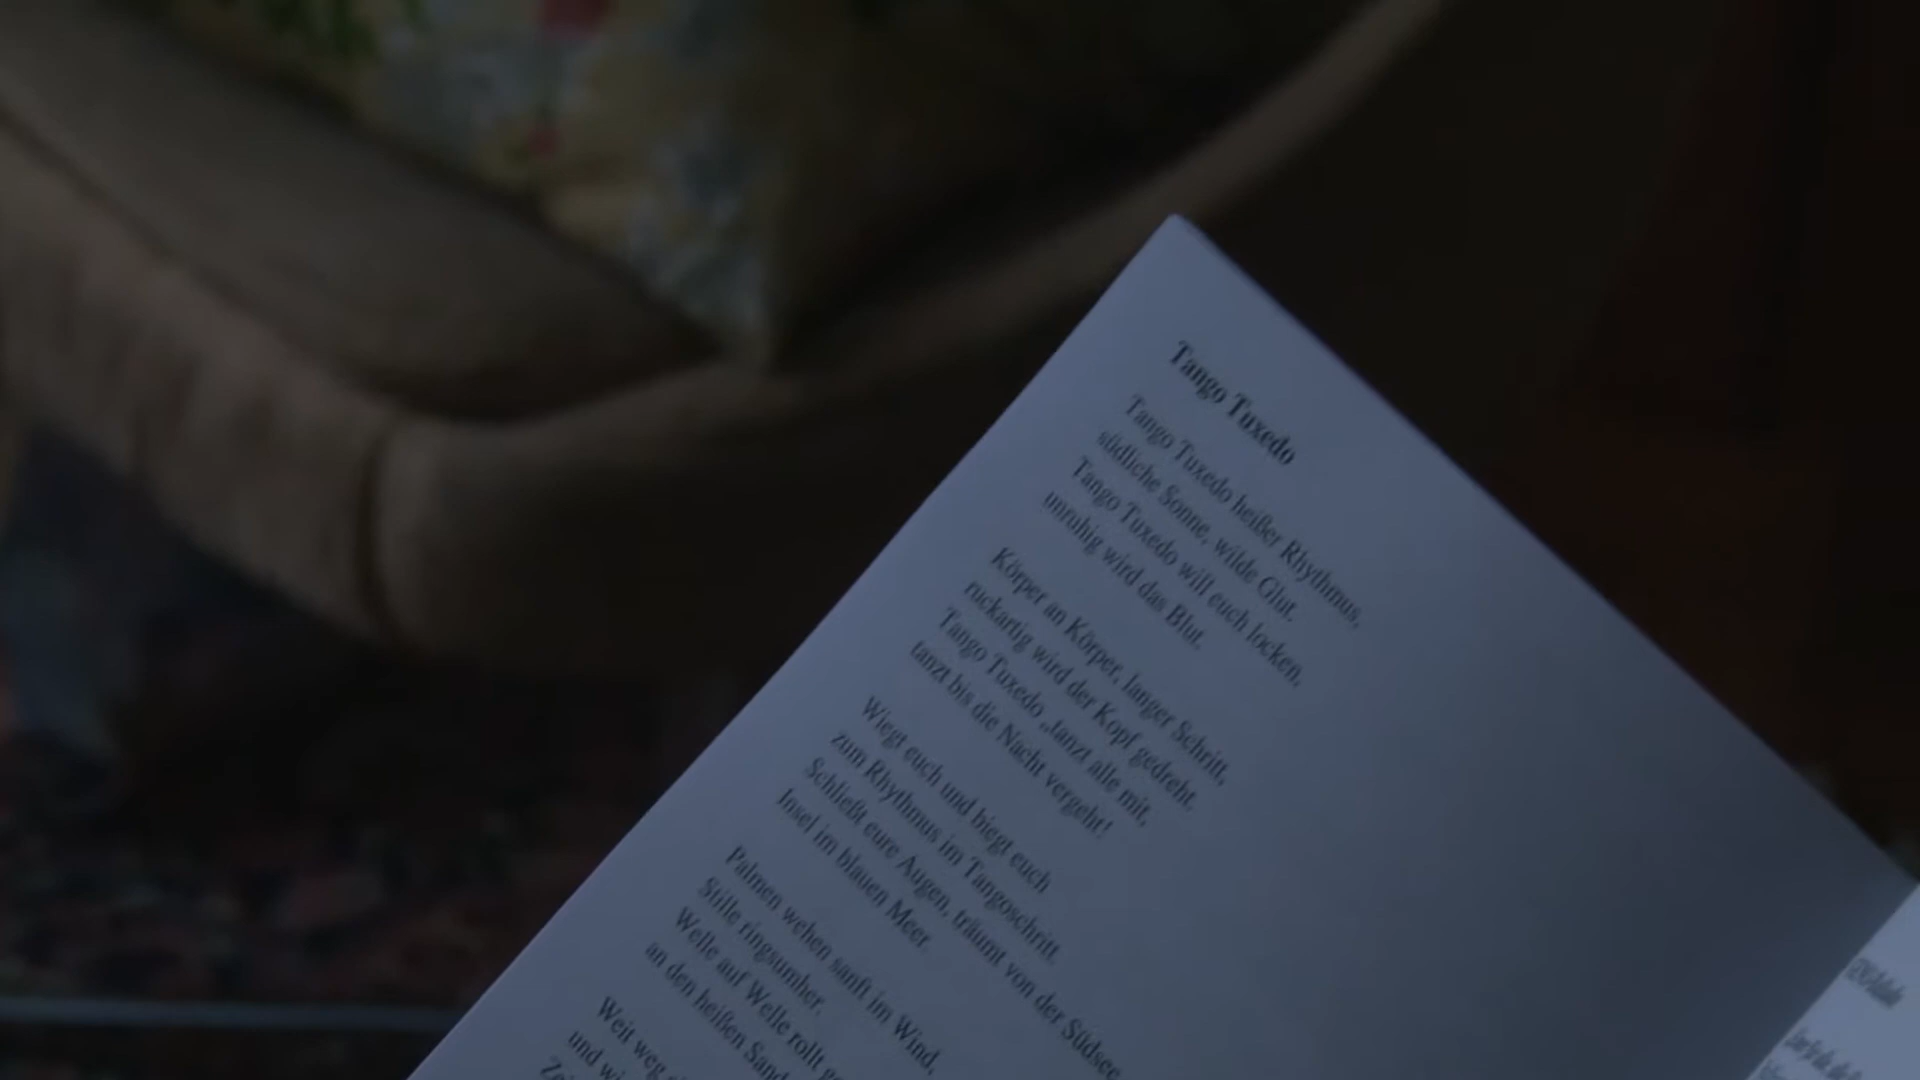 Tango Tuxedo
Tango Tuxedo heißer Rhythmus,
südliche Sonne, wilde Glut.
Tango Tuxedo will euch locken,
unruhig wird das Blut.
Körper an Körper, langer Schritt,
ruckartig wird der Kopf gedreht.
Tango Tuxedo „tanzt alle mit,
tanzt bis die Nacht vergeht!
Wiegt euch und biegt euch
zum Rhythmus im Tangoschritt.
Schließt eure Augen, träumt von der Südsee
Insel im blauen Meer.
Palmen wehen sanft im Wind,
Stille ringsumher.
Welle auf Welle rollt
an den heißen Sand
Weit weg
und